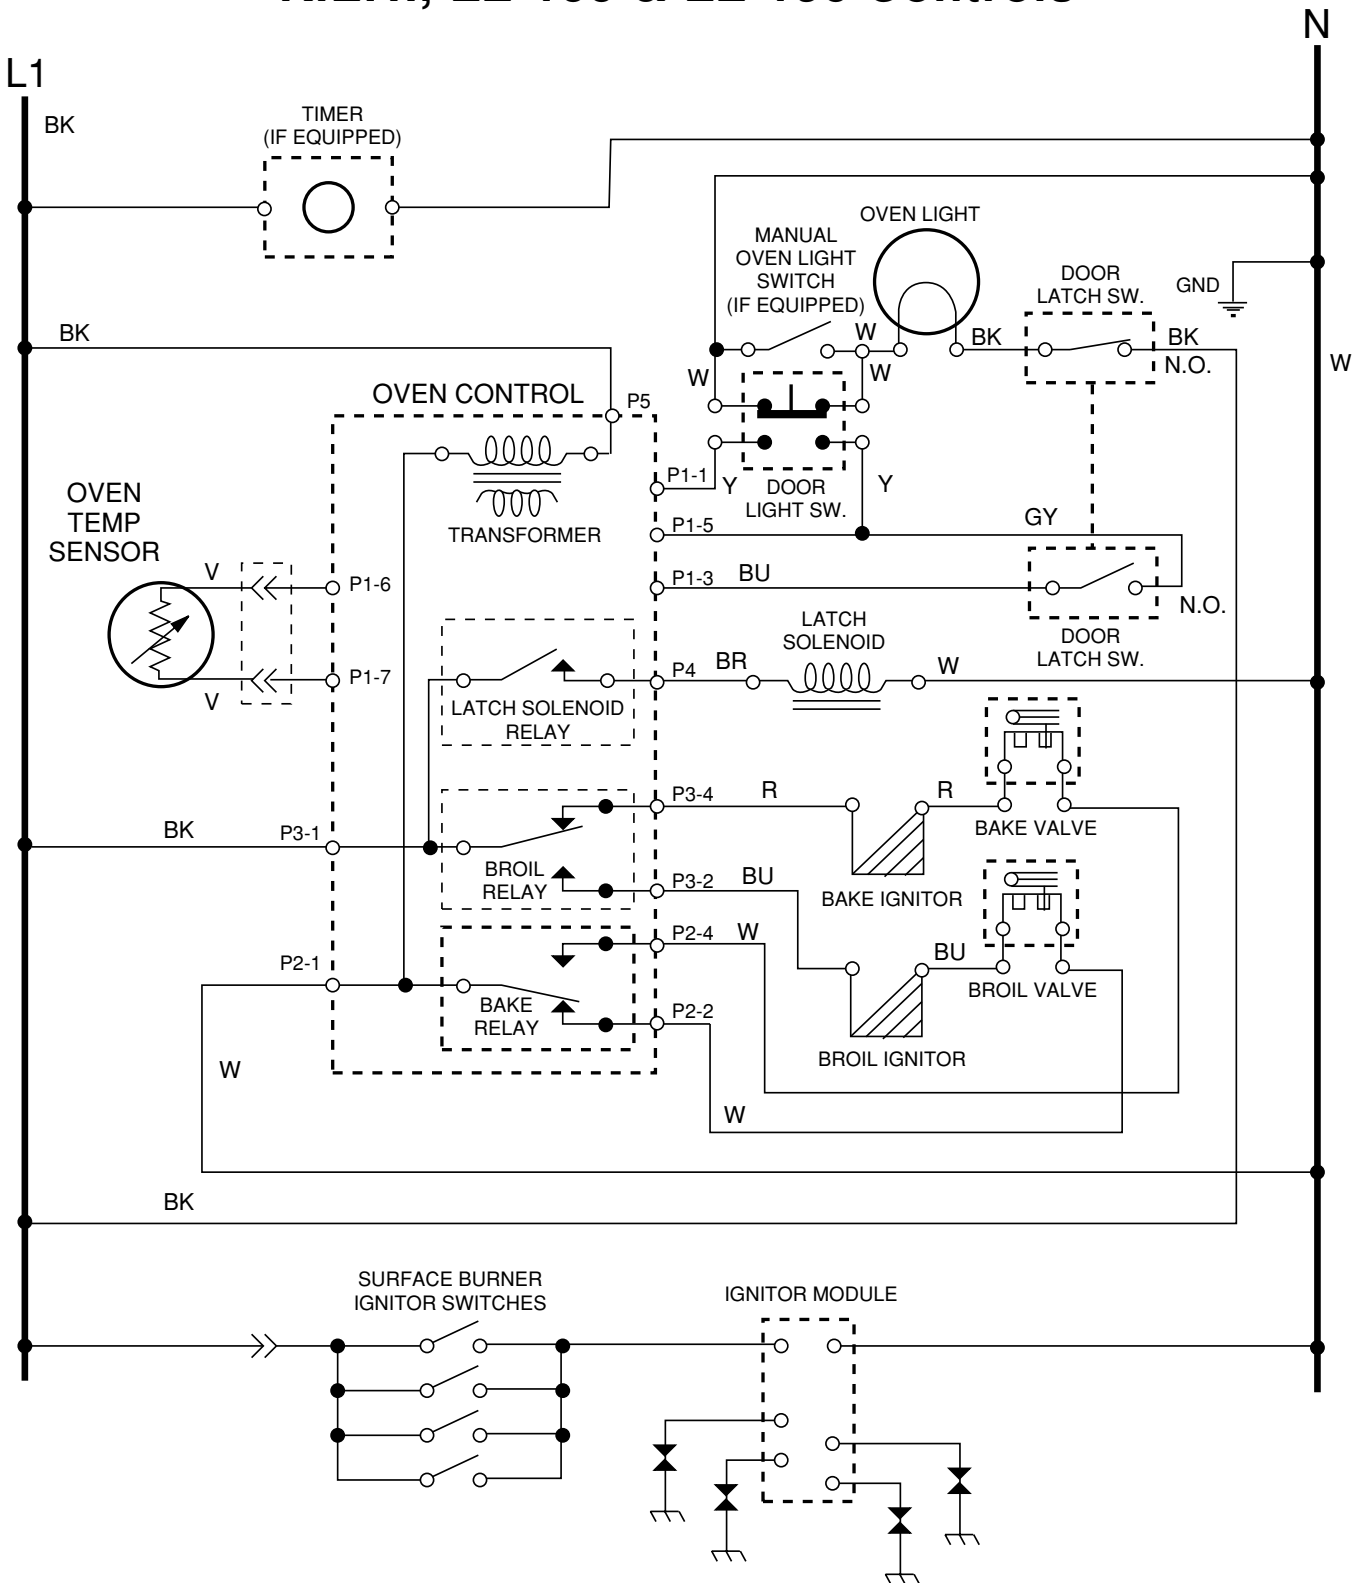 N
L1
BK
TIMER
(IF EQUIPPED)
OVEN LIGHT
MANUAL
OVEN LIGHT
SWITCH
(IF EQUIPPED)
DOOR
LATCH SW.
GND
BK
W
BK
BK
N.O.
W
W
W
OVEN CONTROL
P5
P1-1
Y
DOOR
LIGHT SW.
Y
OVEN
TEMP
SENSOR
TRANSFORMER
P1-5
GY
V
P1-6
P1-3
BU
N.O.
DOOR
LATCH SW.
LATCH
SOLENOID
V
P1-7
P4
BR
W
LATCH SOLENOID
RELAY
P3-4
R
R
BAKE VALVE
BK
P3-1
BROIL
RELAY
P3-2
BU
BAKE IGNITOR
P2-4
W
BU
P2-1
BROIL VALVE
BAKE
RELAY
P2-2
BROIL IGNITOR
W
W
BK
SURFACE BURNER
IGNITOR SWITCHES
IGNITOR MODULE